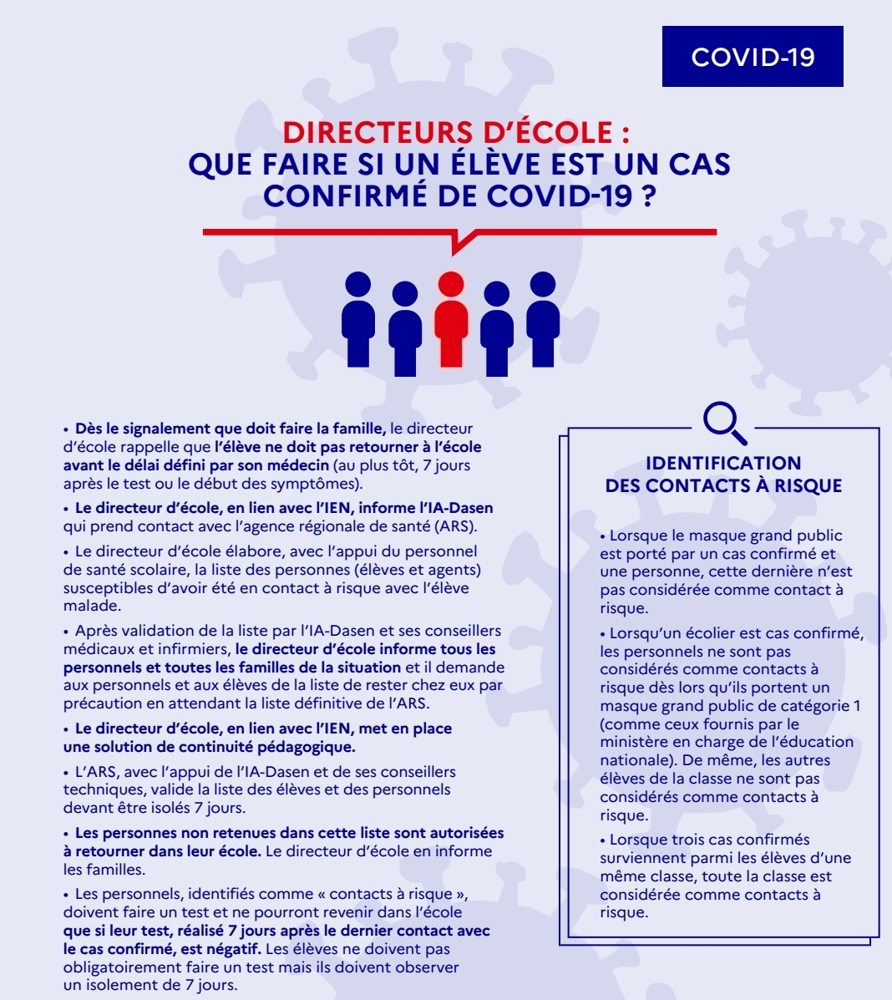 COVID-19
DIRECTEURS D'ÉCOLE :
QUE FAIRE SI UN ÉLÈVE EST UN CAS
CONFIRMÉ DE COVID-19 ?
• Dès le signalement que doit faire la famille, le directeur
d'école rappelle que l'élève ne doit pas retourner à l'école
avant le délai défini par son médecin (au plus tôt, 7 jours
après le test ou le début des symptômes).
• Le directeur d'école, en lien avec l'IEN, informe l'IA-Dasen
qui prend contact avec l'agence régionale de santé (ARS).
• Le directeur d'école élabore, avec l'appui du personnel
de santé scolaire, la liste des personnes (élèves et agents)
susceptibles d'avoir été en contact à risque avec l'élève
malade.
• Après validation de la liste par l'IA-Dasen et ses conseillers
médicaux et infirmiers, le directeur d'école informe tous les
personnels et toutes les familles de la situation et il demande
aux personnels et aux élèves de la liste de rester chez eux par
précaution en attendant la liste définitive de l'ARS.
• Le directeur d'école, en lien avec l'IEN, met en place
une solution de continuité pédagogique.
• L'ARS, avec l'appui de l'IA-Dasen et de ses conseillers
techniques, valide la liste des élèves et des personnels
devant être isolés 7 jours.
• Les personnes non retenues dans cette liste sont autorisées
à retourner dans leur école. Le directeur d'école en informe
les familles.
• Les personnels, identifiés comme « contacts à risque »,
doivent faire un test et ne pourront revenir dans l'école
que si leur test, réalisé 7 jours après le dernier contact avec
le cas confirmé, est négatif. Les élèves ne doivent pas
obligatoirement faire un test mais ils doivent observer
un isolement de 7 jours.
IDENTIFICATION
DES CONTACTS À RISQUE
• Lorsque le masque grand public
est porté par un cas confirmé et
une personne, cette dernière n'est
pas considérée comme contact à
risque.
• Lorsqu'un écolier est cas confirmé,
les personnels ne sont pas
considérés comme contacts à
risque dès lors qu'ils portent un
masque grand public de catégorie 1
(comme ceux fournis par le
ministère en charge de l'éducation
nationale). De même, les autres
élèves de la classe ne sont pas
considérés comme contacts à
risque.
• Lorsque trois cas confirmés
surviennent parmi les élèves d'une
même classe, toute la classe est
considérée comme contacts à
risque.